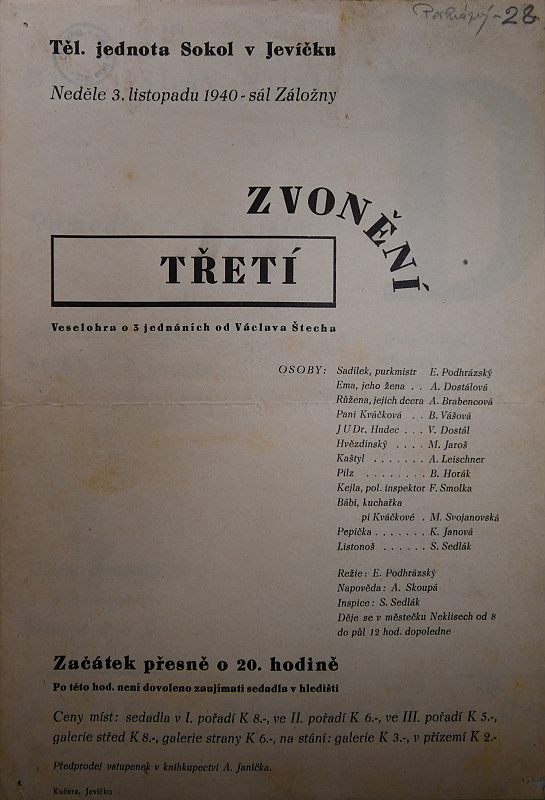 28
Těl. jednota Sokol v Jevíčku
Neděle 3. listopadu 1940 - sál Záložny
TŘETÍ ZVONĚNÍ
Veselohra o 3 jednáních od Václava Štecha
OSOBY: Sadílek, purkmistr E. Podhrázský
Ema, jeho žena . . A. Dostálová
Růžena, jejich dcera A. Brabencová
Paní Kváčková . . B. Vášová
JUDr. Hudec . . . V. Dostál
Hvězdínský . . . . M. Jaroš
Kaštyl . . . . . . . A. Leischner
Pilz . . . . . . . . B. Horák
Kejla, pol. inspektor F. Smolka
Bábi, kuchařka
pí Kváčkové . M. Svojanovská
Pepička . . . . . . . K. Janová
Listonoš . . . . . . S. Sedlák
Režie: E. Podhrázský
Napověda: A. Skoupá
Inspice: S. Sedlák
Děje se v městečku Neklisech od 8
do půl 12 hod. dopoledne
Začátek přesně o 20. hodině
Po této hod. není dovoleno zaujímati sedadla v hledišti
Ceny míst: sedadla v I. pořadí K 8.-, ve II. pořadí K 6.-, ve III. pořadí K 5.-,
galerie střed K 8.-, galerie strany K 6.-, na stání: galerie K 3.-, v přízemí K 2.-
Předprodej vstupenek v knihkupectví A. Janíčka.
Kučera, Jevíčko